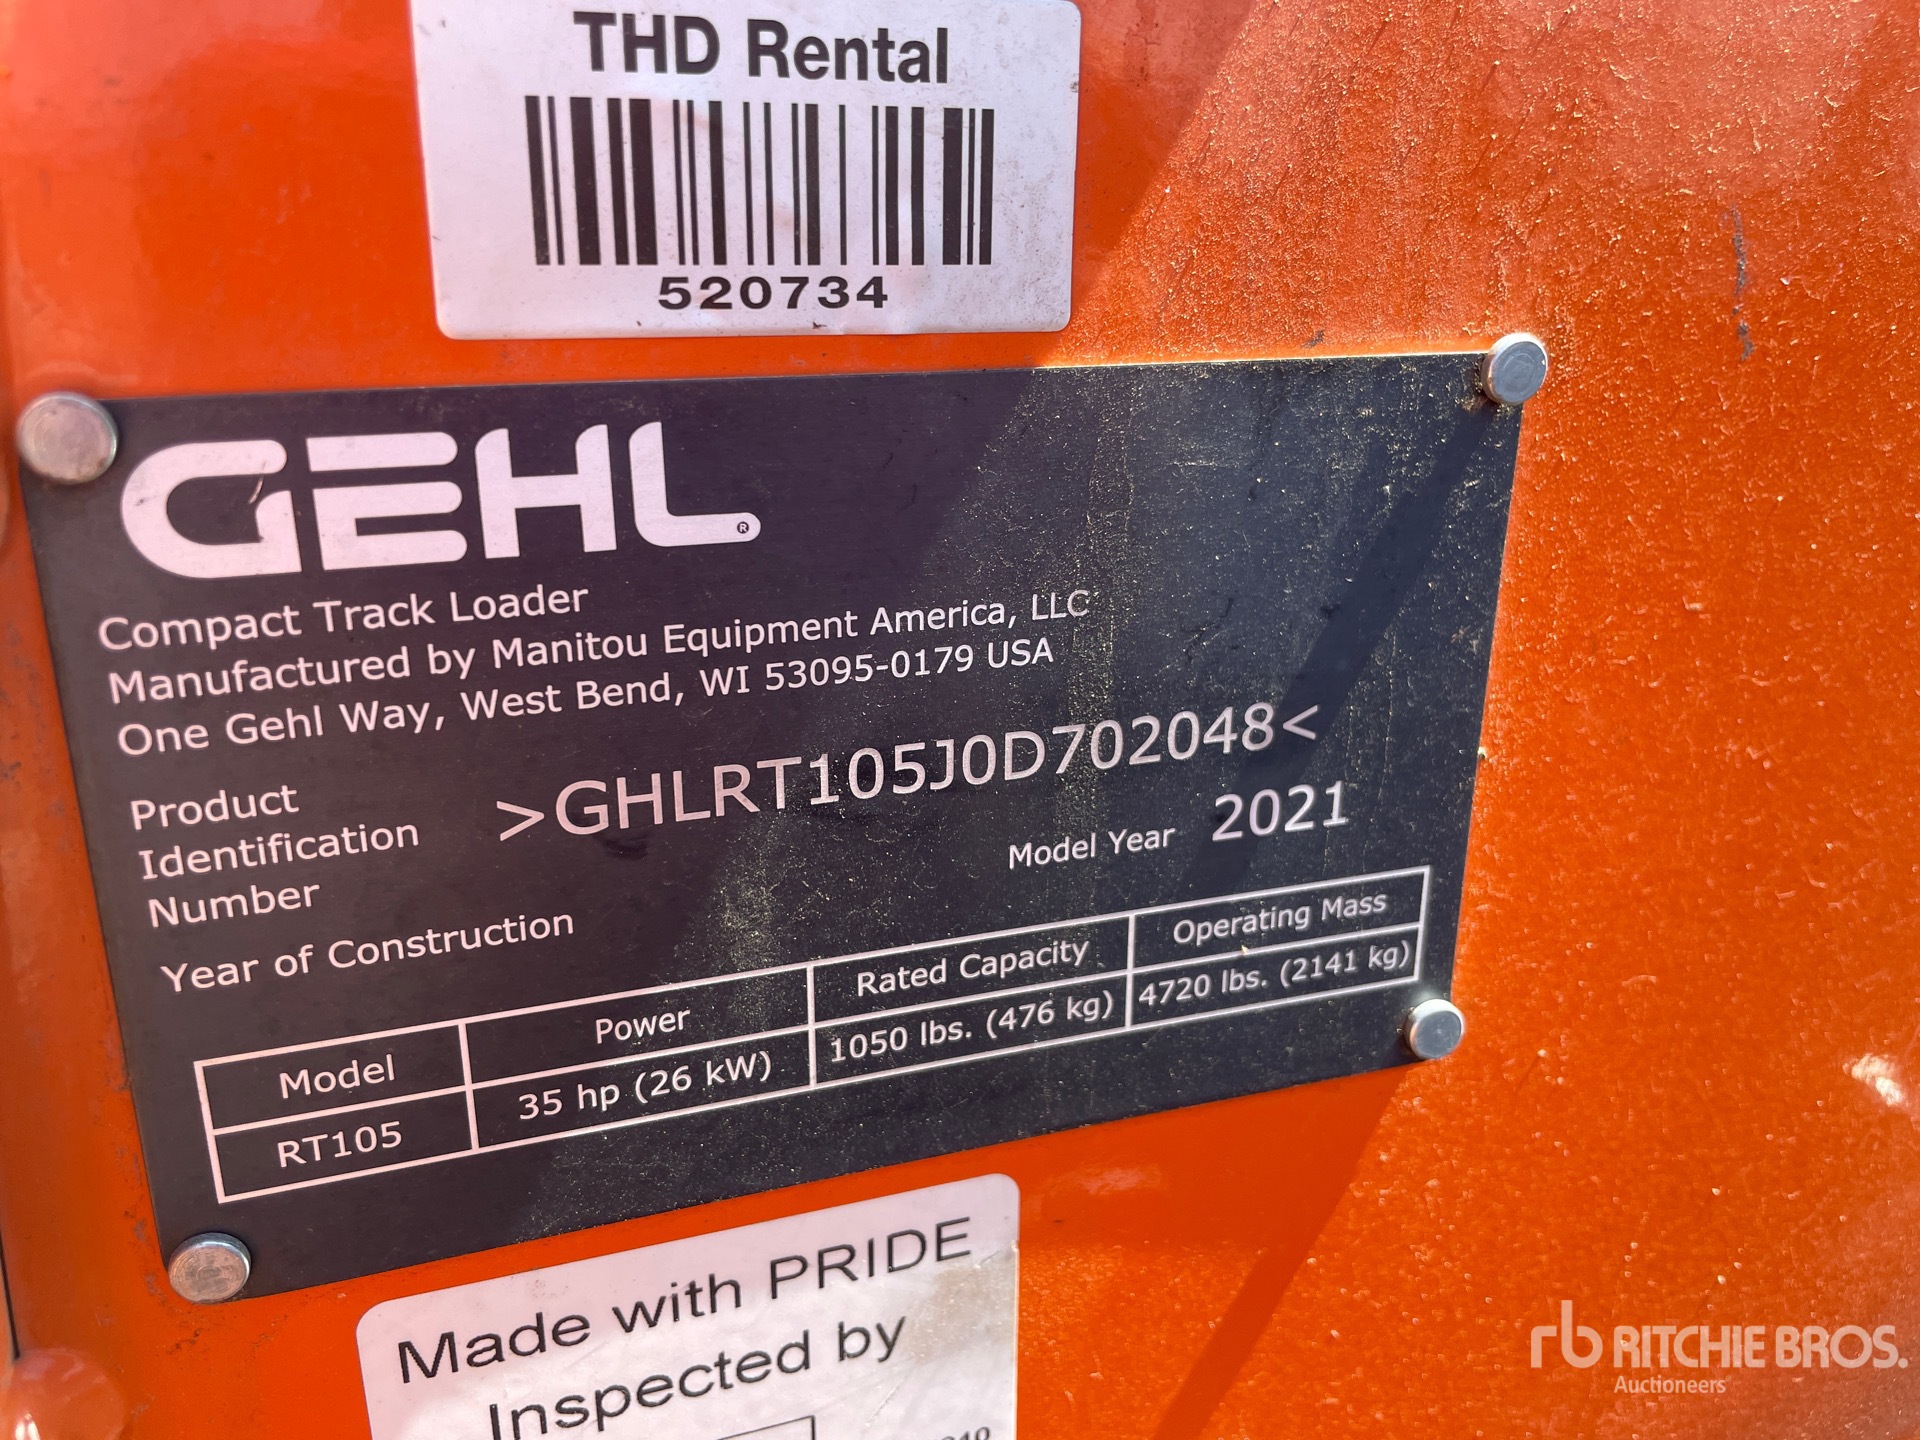 THD Rental
520734
GEHL®
Compact Track Loader
Manufactured by Manitou Equipment America, LLC
One Gehl Way, West Bend, WI 53095-0179 USA
Product
Identification
Number
>GHLRT105J0D702048<
Model Year 2021
Year of Construction
Model Power Rated Capacity Operating Mass
RT105 35 hp (26 kW) 1050 lbs. (476 kg) 4720 lbs. (2141 kg)
Made with PRIDE
Inspected by
rb RITCHIE BROS.
Auctioneers